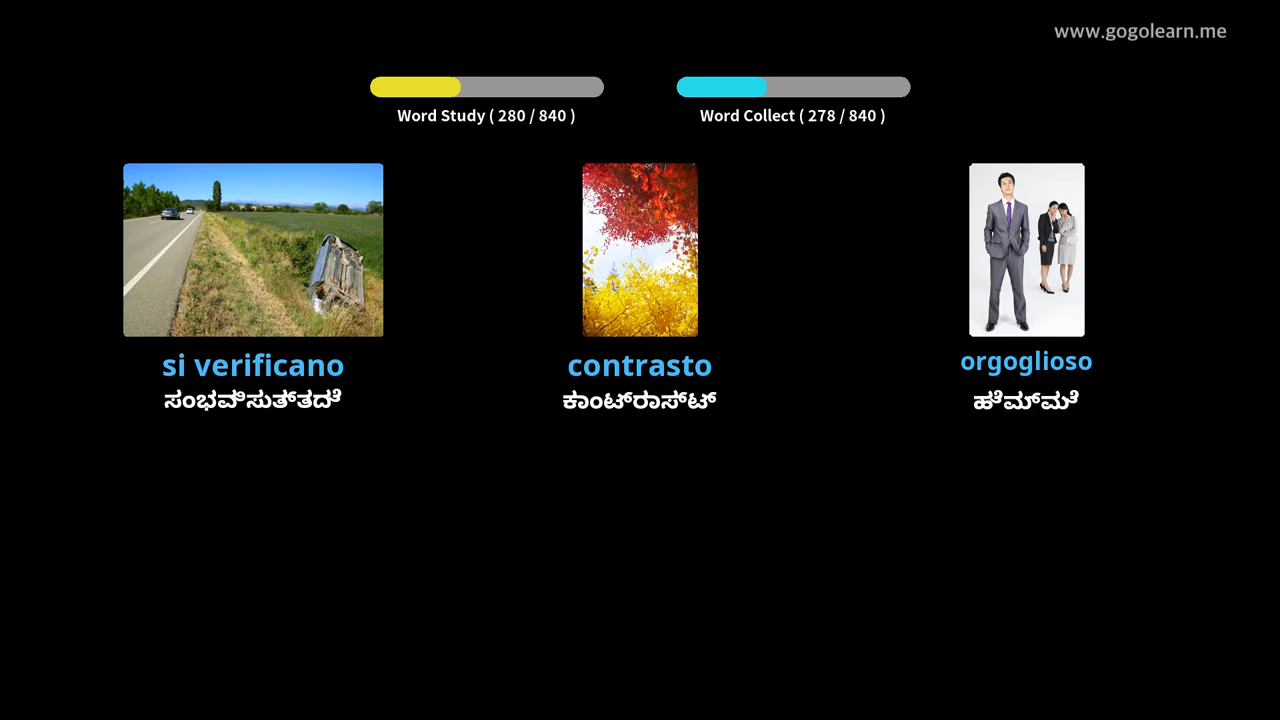 www.gogolearn.me
Word Study ( 280 / 840 )
Word Collect ( 278 / 840 )
si verificano
ಸಂಭವಿಸುತ್ತದೆ
contrasto
ಕಾಂಟ್ರಾಸ್ಟ್
orgoglioso
ಹೆಮ್ಮೆ